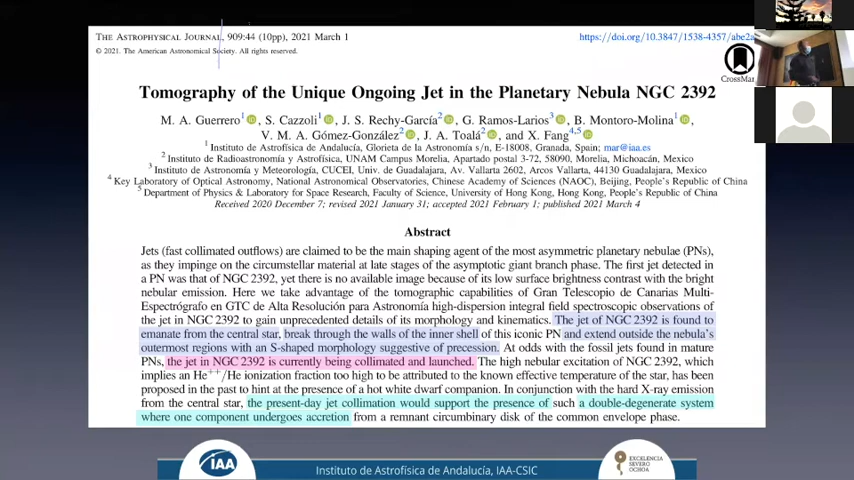 THE ASTROPHYSICAL JOURNAL, 909:44 (10pp), 2021 March 1
https://doi.org/10.3847/1538-4357/abe2a
© 2021. The American Astronomical Society. All rights reserved.
CrossMar
Tomography of the Unique Ongoing Jet in the Planetary Nebula NGC 2392
M. A. Guerrero1, S. Cazzoli1, J. S. Rechy-García2, G. Ramos-Larios3, B. Montoro-Molina1,
V. M. A. Gómez-González2, J. A. Toalá2, and X. Fang4,5
1 Instituto de Astrofísica de Andalucía, Glorieta de la Astronomía s/n, E-18008, Granada, Spain; mar@iaa.es
2 Instituto de Radioastronomía y Astrofísica, UNAM Campus Morelia, Apartado postal 3-72, 58090, Morelia, Michoacán, Mexico
3 Instituto de Astronomía y Meteorología, CUCEI, Univ. de Guadalajara, Av. Vallarta 2602, Arcos Vallarta, 44130 Guadalajara, Mexico
4 Key Laboratory of Optical Astronomy, National Astronomical Observatories, Chinese Academy of Sciences (NAOC), Beijing, People's Republic of China
5 Department of Physics & Laboratory for Space Research, Faculty of Science, University of Hong Kong, Hong Kong, People's Republic of China
Received 2020 December 7; revised 2021 January 31; accepted 2021 February 1; published 2021 March 4
Abstract
Jets (fast collimated outflows) are claimed to be the main shaping agent of the most asymmetric planetary nebulae (PNs),
as they impinge on the circumstellar material at late stages of the asymptotic giant branch phase. The first jet detected in
a PN was that of NGC 2392, yet there is no available image because of its low surface brightness contrast with the bright
nebular emission. Here we take advantage of the tomographic capabilities of Gran Telescopio de Canarias Multi-
Espectrógrafo en GTC de Alta Resolución para Astronomía high-dispersion integral field spectroscopic observations of
the jet in NGC 2392 to gain unprecedented details of its morphology and kinematics. The jet of NGC 2392 is found to
emanate from the central star, break through the walls of the inner shell of this iconic PN and extend outside the nebula's
outermost regions with an S-shaped morphology suggestive of precession. At odds with the fossil jets found in mature
PNs, the jet in NGC 2392 is currently being collimated and launched. The high nebular excitation of NGC 2392, which
implies an He++/He ionization fraction too high to be attributed to the known effective temperature of the star, has been
proposed in the past to hint at the presence of a hot white dwarf companion. In conjunction with the hard X-ray emission
from the central star, the present-day jet collimation would support the presence of such a double-degenerate system
where one component undergoes accretion from a remnant circumbinary disk of the common envelope phase.
IAA
Instituto de Astrofísica de Andalucía, IAA-CSIC
EXCELENCIA
SEVERO
OCHOA